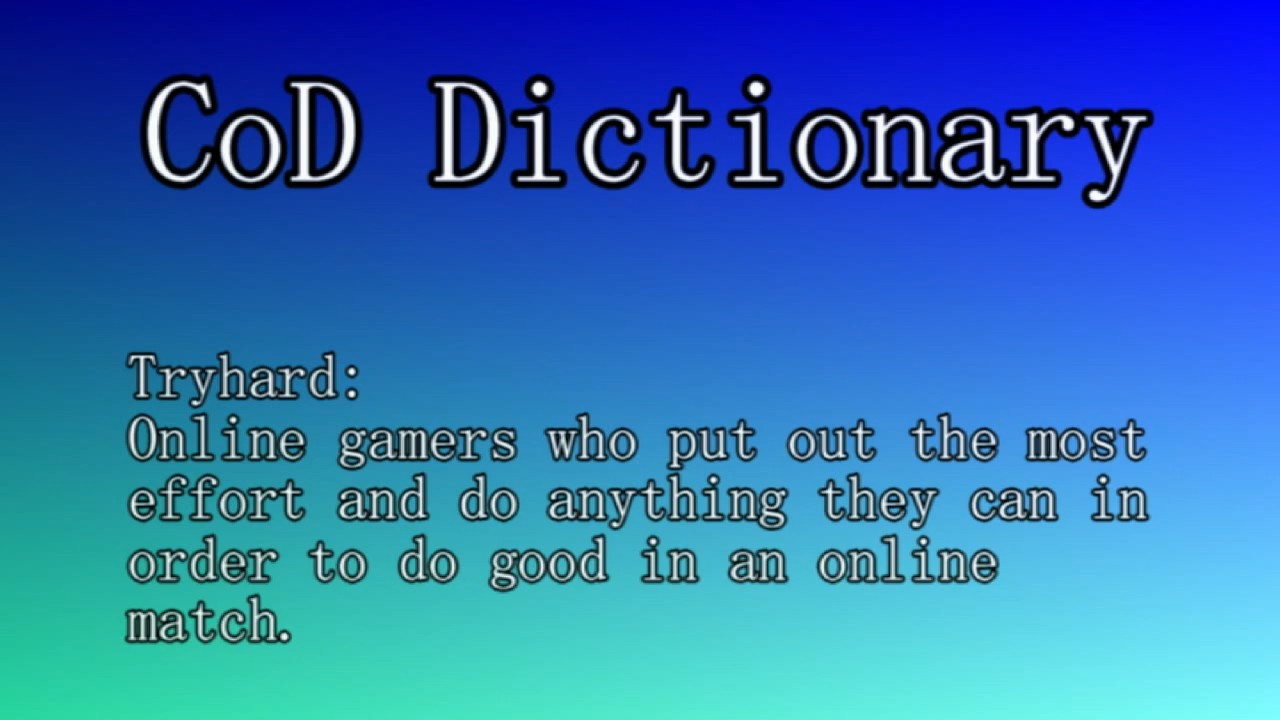 CoD Dictionary
Tryhard:
Online gamers who put out the most
effort and do anything they can in
order to do good in an online
match.